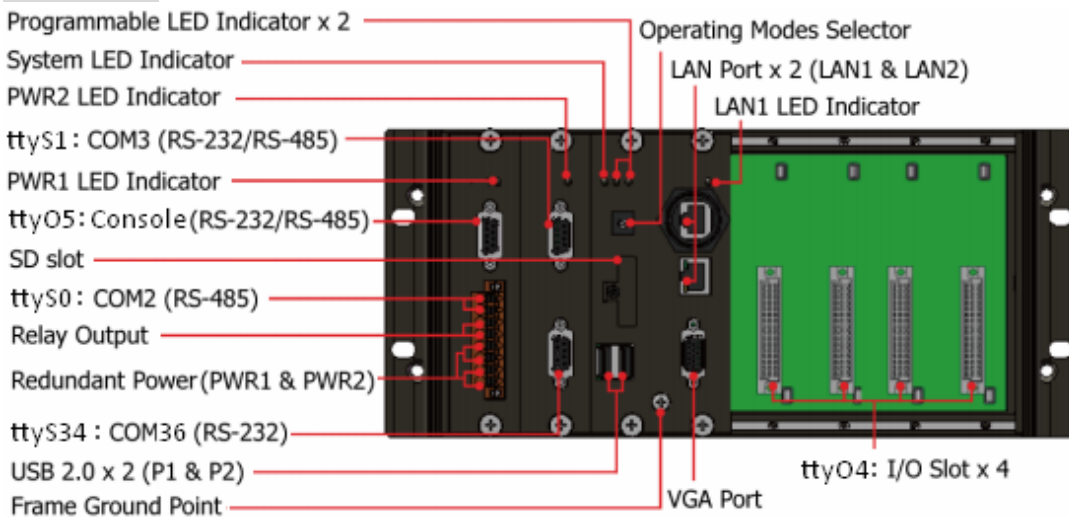 Programmable LED Indicator x 2
System LED Indicator
PWR2 LED Indicator
ttyS1: COM3 (RS-232/RS-485)
PWR1 LED Indicator
ttyO5: Console(RS-232/RS-485)
SD slot
ttyS0: COM2 (RS-485)
Relay Output
Redundant Power(PWR1 & PWR2)
ttyS34: COM36 (RS-232)
USB 2.0 x 2 (P1 & P2)
Frame Ground Point
Operating Modes Selector
LAN Port x 2 (LAN1 & LAN2)
LAN1 LED Indicator
ttyO4: I/O Slot x 4
VGA Port